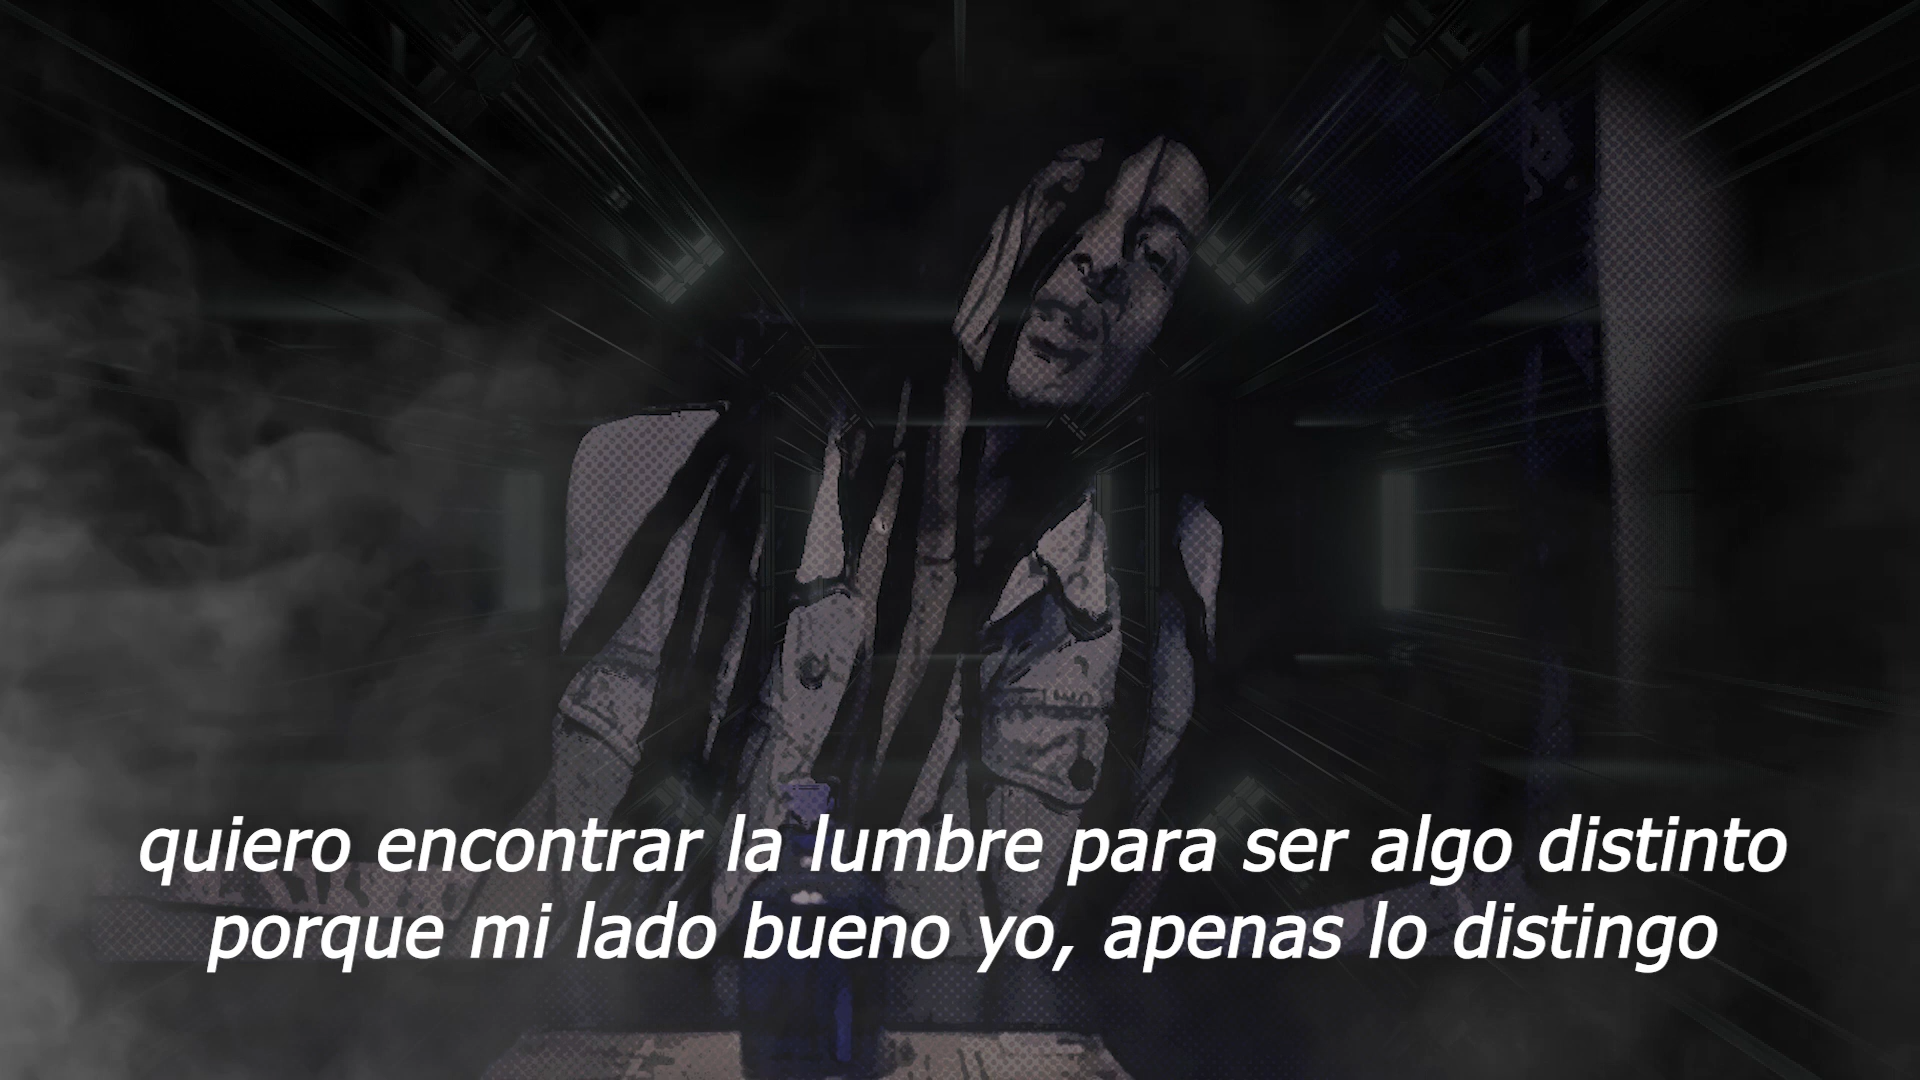 quiero encontrar la lumbre para ser algo distinto
porque mi lado bueno yo, apenas lo distingo